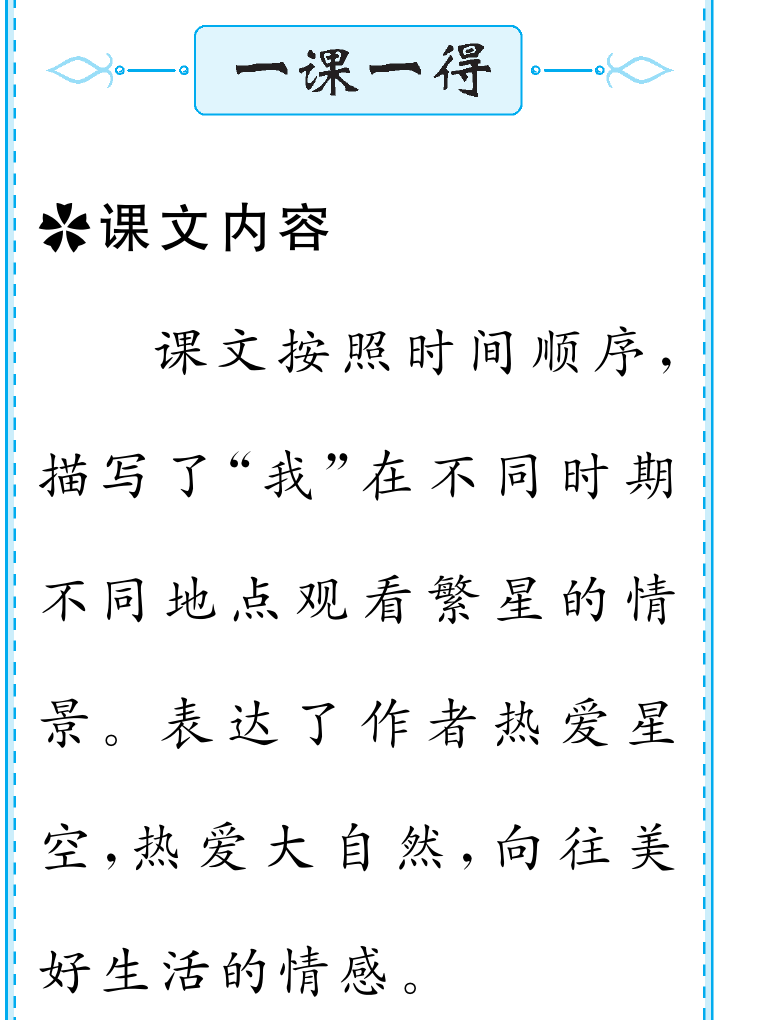 一课一得
课文内容
课文按照时间顺序，
描写了“我”在不同时期
不同地点观看繁星的情
景。表达了作者热爱星
空，热爱大自然，向往美
好生活的情感。